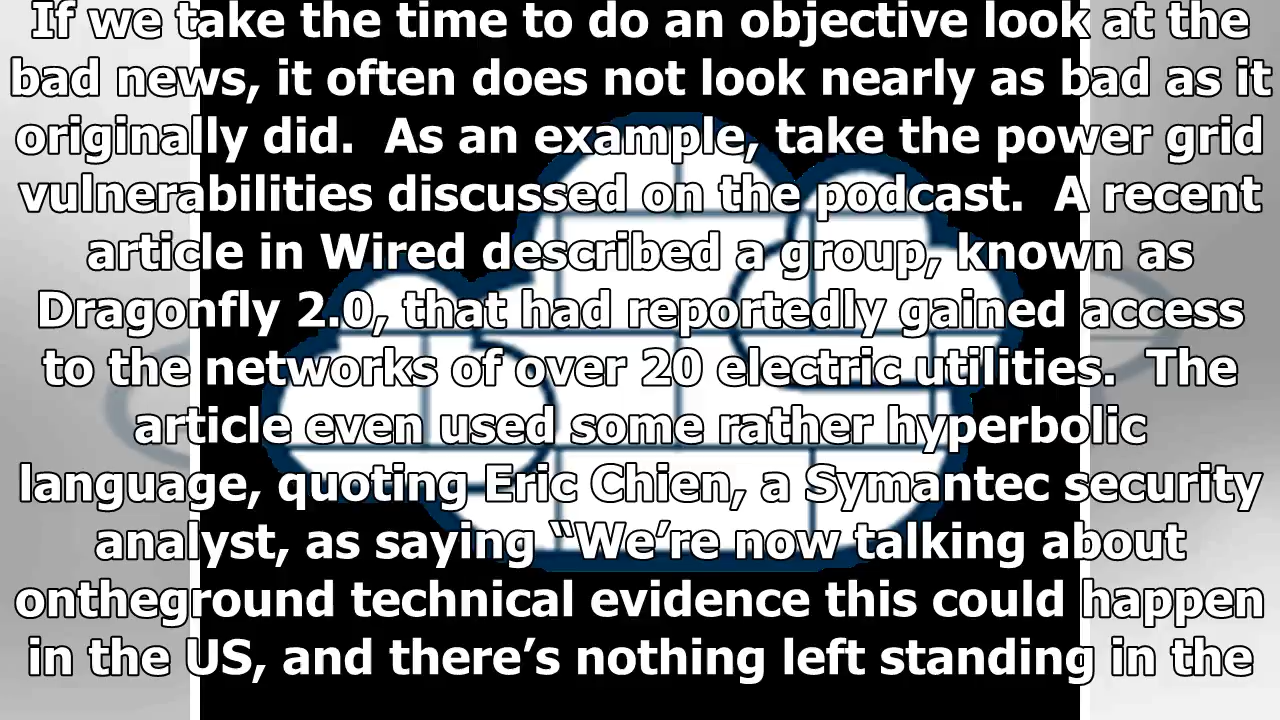 If we take the time to do an objective look at the
bad news, it often does not look nearly as bad as it
originally did.  As an example, take the power grid
vulnerabilities discussed on the podcast.  A recent
article in Wired described a group, known as
Dragonfly 2.0, that had reportedly gained access
to the networks of over 20 electric utilities.  The
article even used some rather hyperbolic
language, quoting Eric Chien, a Symantec security
analyst, as saying “We’re now talking about
ontheground technical evidence this could happen
in the US, and there’s nothing left standing in the